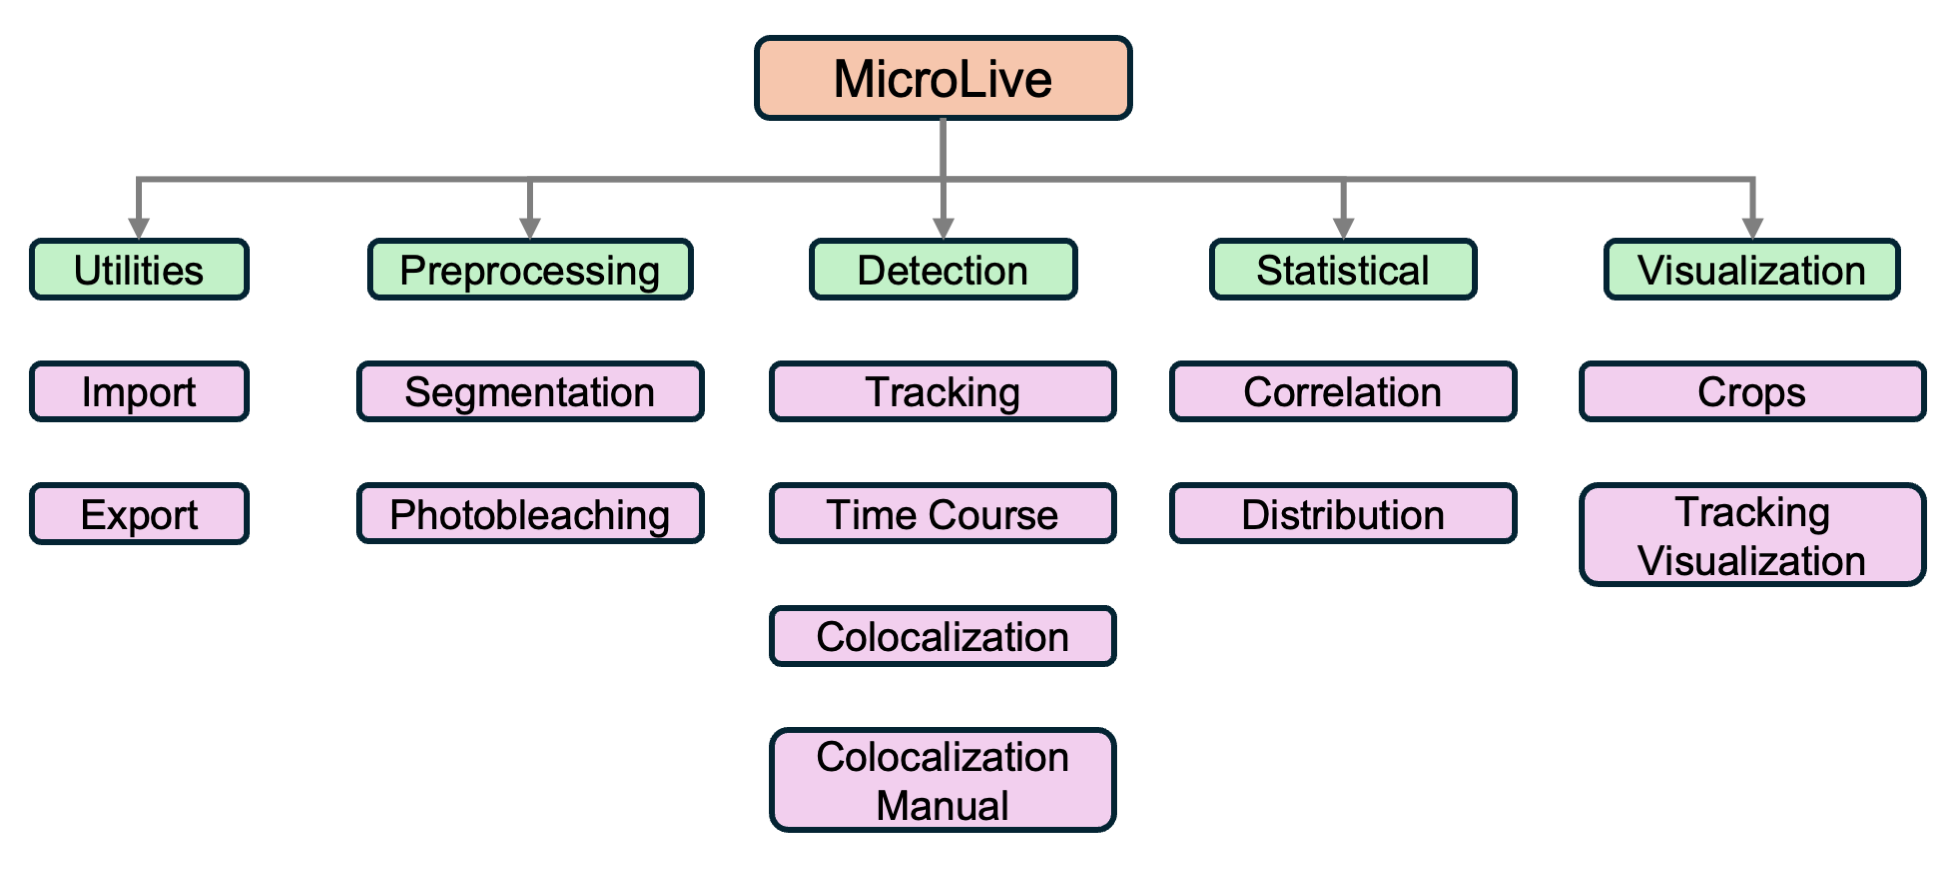 MicroLive
Utilities
Preprocessing
Detection
Statistical
Visualization
Import
Segmentation
Tracking
Correlation
Crops
Export
Photobleaching
Time Course
Distribution
Tracking
Visualization
Colocalization
Colocalization
Manual